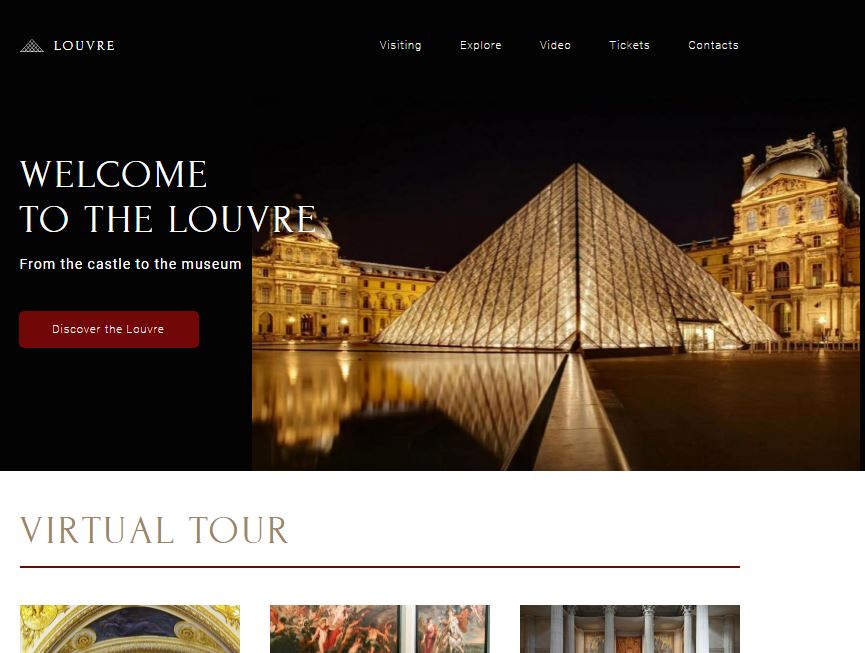 LOUVRE
Visiting Explore Video Tickets Contacts
WELCOME
TO THE LOUVRE
From the castle to the museum
Discover the Louvre
VIRTUAL TOUR